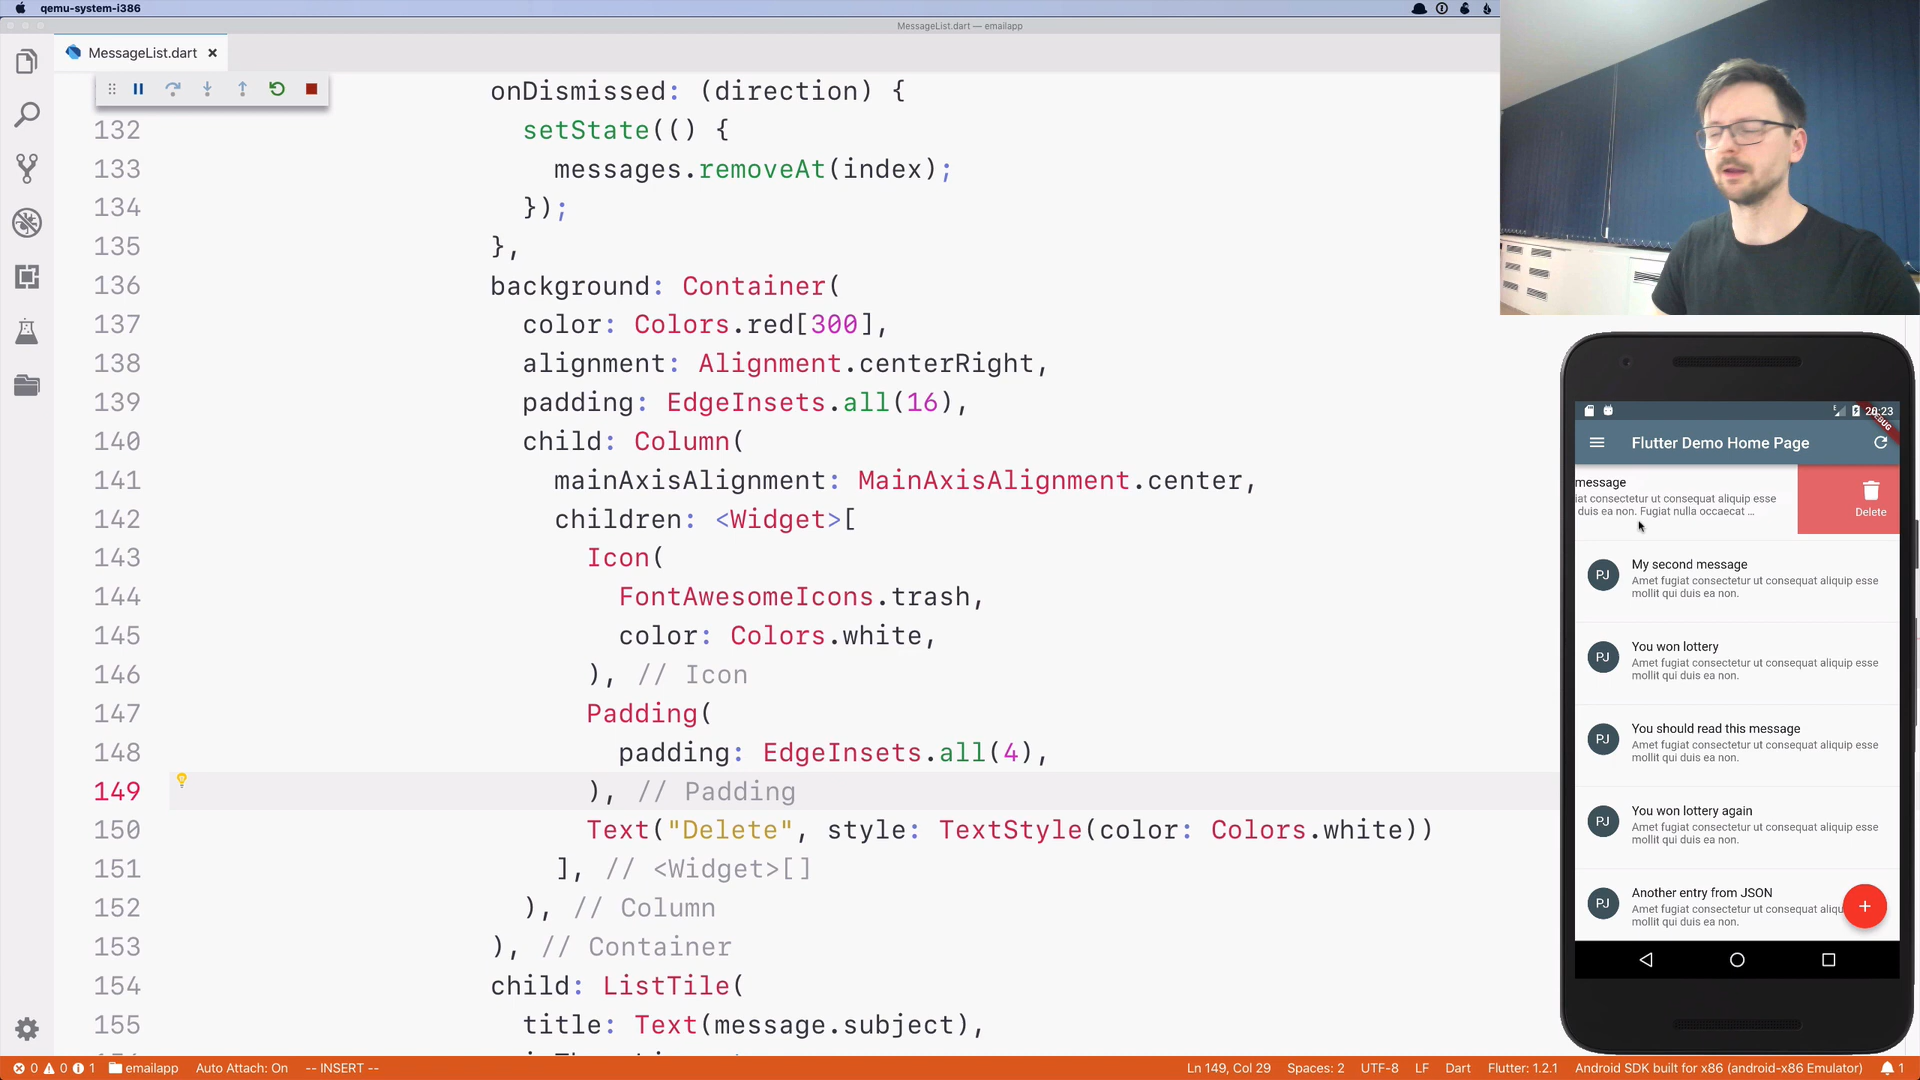 qemu-system-i386
MessageList.dart — emailapp
MessageList.dart
onDismissed: (direction) {
132 setState(() {
133 messages.removeAt(index);
134 });
135 },
136 background: Container(
137 color: Colors.red[300],
138 alignment: Alignment.centerRight,
139 padding: EdgeInsets.all(16),
140 child: Column(
141 mainAxisAlignment: MainAxisAlignment.center,
142 children: <Widget>[
143 Icon(
144 FontAwesomeIcons.trash,
145 color: Colors.white,
146 ), // Icon
147 Padding(
148 padding: EdgeInsets.all(4),
149 ), // Padding
150 Text("Delete", style: TextStyle(color: Colors.white))
151 ], // <Widget>[]
152 ), // Column
153 ), // Container
154 child: ListTile(
155 title: Text(message.subject),
20:23
DEBUG
Flutter Demo Home Page
message
iat consectetur ut consequat aliquip esse
duis ea non. Fugiat nulla occaecat ...
Delete
PJ
My second message
Amet fugiat consectetur ut consequat aliquip esse
mollit qui duis ea non.
PJ
You won lottery
Amet fugiat consectetur ut consequat aliquip esse
mollit qui duis ea non.
PJ
You should read this message
Amet fugiat consectetur ut consequat aliquip esse
mollit qui duis ea non.
PJ
You won lottery again
Amet fugiat consectetur ut consequat aliquip esse
mollit qui duis ea non.
PJ
Another entry from JSON
Amet fugiat consectetur ut consequat aliqu
mollit qui duis ea non.
0 0 1 emailapp Auto Attach: On -- INSERT -- Ln 149, Col 29 Spaces: 2 UTF-8 LF Dart Flutter: 1.2.1 Android SDK built for x86 (android-x86 Emulator) 1